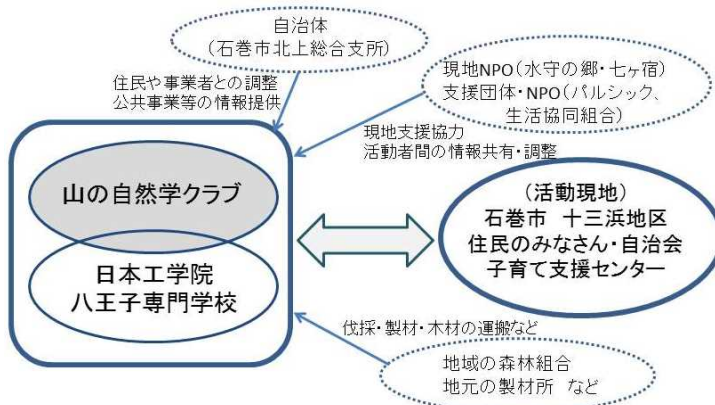 自治体
(石巻市北上総合支所)
住民や事業者との調整
公共事業等の情報提供
現地NPO(水守の郷・七ヶ宿)
支援団体・NPO(パルシック、
生活協同組合)
現地支援協力
活動者間の情報共有・調整
山の自然学クラブ
日本工学院
八王子専門学校
(活動現地)
石巻市 十三浜地区
住民のみなさん・自治会
子育て支援センター
伐採・製材・木材の運搬など
地域の森林組合
地元の製材所 など